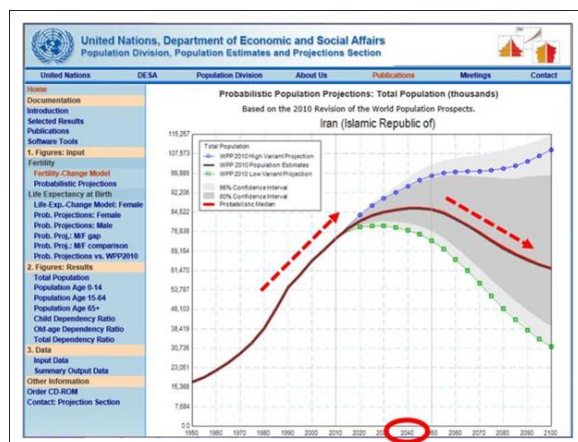 United Nations, Department of Economic and Social Affairs
Population Division, Population Estimates and Projections Section
United Nations DESA Population Division About Us Publications Meetings Contact
Home
Documentation
Introduction
Selected Results
Publications
Software Tools
1. Figures: Input
Fertility
Fertility-Change Model
Probabilistic Projections
Life Expectancy at Birth
Life-Exp.-Change Model: Female
Prob. Projections: Female
Prob. Projections: Male
Prob. Proj.: M/F gap
Prob. Proj.: M/F comparison
Prob. Projections vs. WPP2010
2. Figures: Results
Total Population
Population Age 0-14
Population Age 15-64
Population Age 65+
Child Dependency Ratio
Old-age Dependency Ratio
Total Dependency Ratio
3. Data
Input Data
Summary Output Data
Other Information
Order CD-ROM
Contact: Projection Section
Probabilistic Population Projections: Total Population (thousands)
Based on the 2010 Revision of the World Population Prospects.
Iran (Islamic Republic of)
Total Population
WPP 2010 High Variant Projection
WPP 2010 Population Estimates
WPP 2010 Low Variant Projection
80% Confidence Interval
Probabilistic Median
115,257
107,573
99,889
92,206
84,522
76,838
69,154
61,470
53,787
46,103
38,419
30,735
23,051
15,368
7,684
0.0
1950 1960 1970 1980 1990 2000 2010 2020 2030 2040 2050 2060 2070 2080 2090 2100